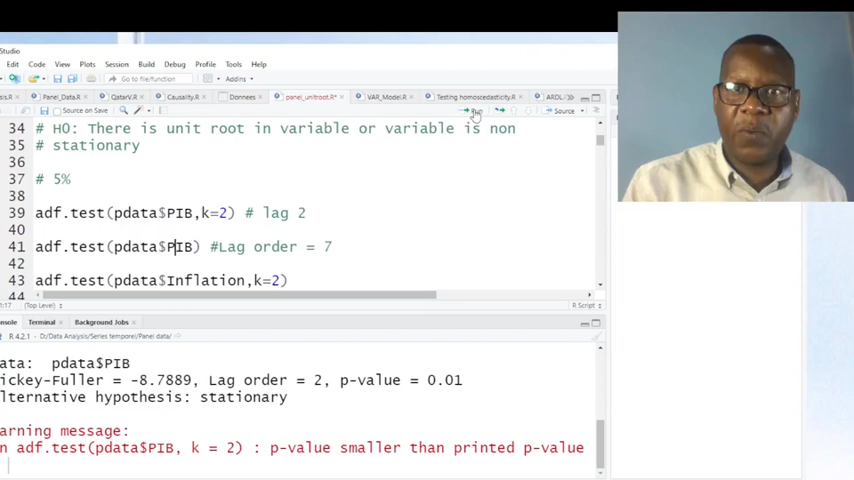 Studio
Edit Code View Plots Session Build Debug Profile Tools Help
Go to file/function Addins
is.R Panel_Data.R QatarV.R Causality.R Donnees panel_unitroot.R* VAR_Model.R Testing homoscedasticity.R ARDL
Source on Save Run Source
34 # H0: There is unit root in variable or variable is non
35 # stationary
36
37 # 5%
38
39 adf.test(pdata$PIB,k=2) # lag 2
40
41 adf.test(pdata$PIB) #Lag order = 7
42
43 adf.test(pdata$Inflation,k=2)
44
1:17 (Top Level) R Script
onsole Terminal Background Jobs
R 4.2.1 · D:/Data Analysis/Series temporel/Panel data/
ata: pdata$PIB
ickey-Fuller = -8.7889, Lag order = 2, p-value = 0.01
lternative hypothesis: stationary
arning message:
n adf.test(pdata$PIB, k = 2) : p-value smaller than printed p-value